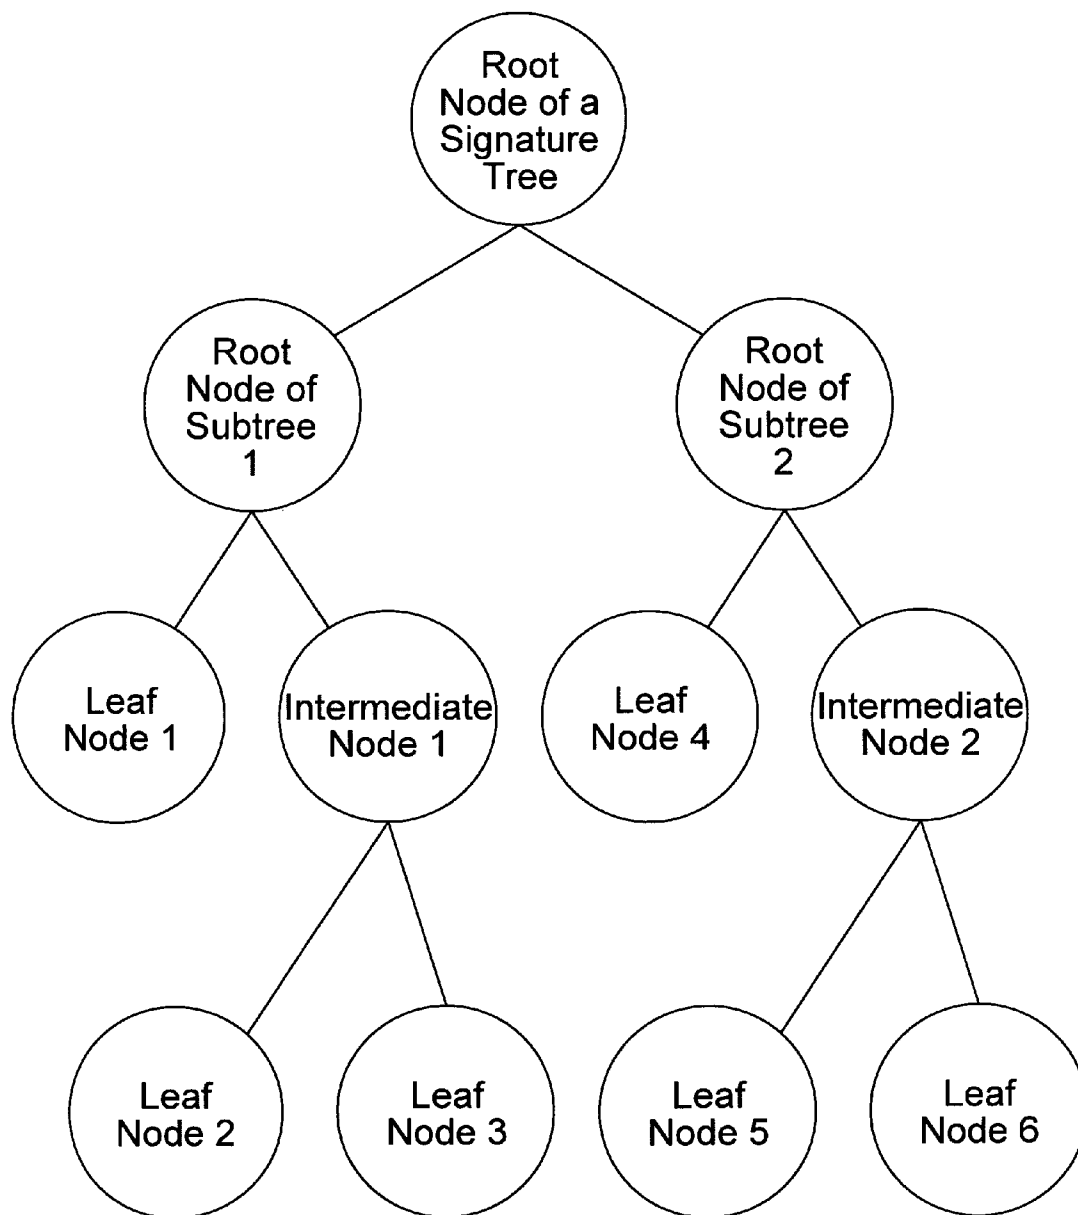 Root
Node of a
Signature
Tree
Root
Node of
Subtree
1
Root
Node of
Subtree
2
Leaf
Node 1
Intermediate
Node 1
Leaf
Node 4
Intermediate
Node 2
Leaf
Node 2
Leaf
Node 3
Leaf
Node 5
Leaf
Node 6